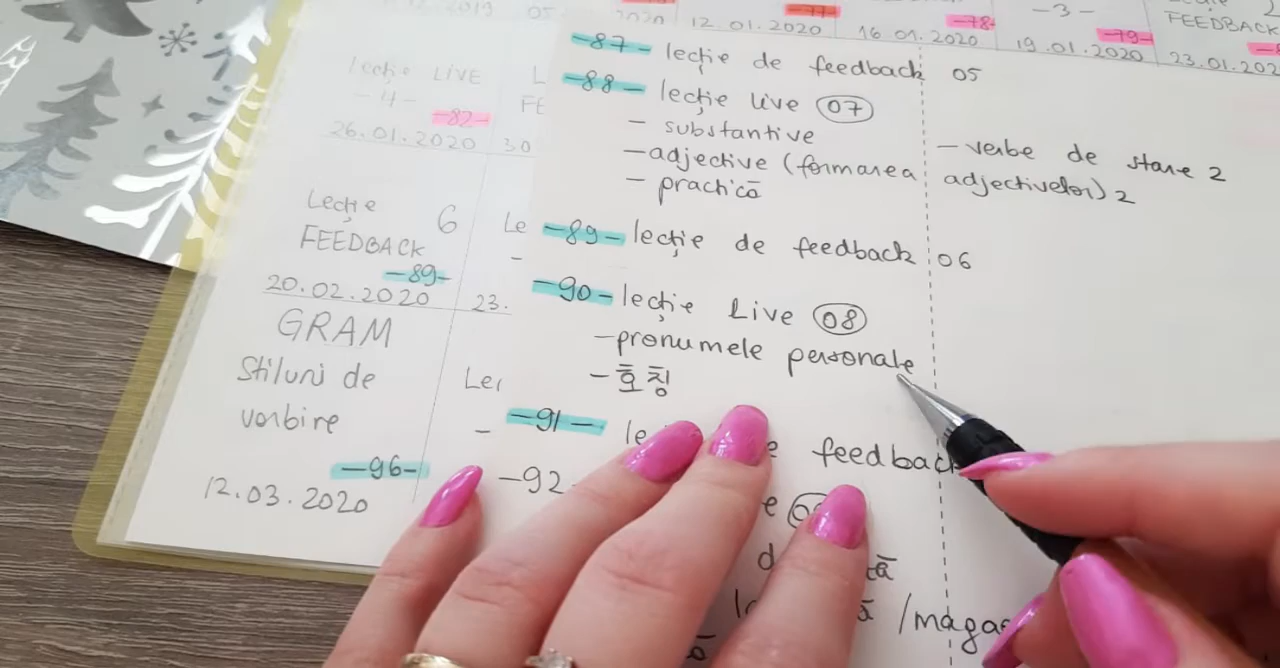 2020
12.01.2020
16.01.2020
-78-
-3-
19.01.2020
-79-
FEEDBACK
LecțIe LIVE
-4-
-82-
26.01.2020
30
Lecție 6
FEEDBACK
-89-
20.02.2020
23.
GRAM
Stiluri de
vorbire
-96-
12.03.2020
-87- lecție de feedback 05
-88- lecție live 07
- substantive
- verbe de stare 2
- adjective (formarea adjectivelor) 2
- practică
-89- lecție de feedback 06
-90- lecție Live 08
- pronumele personale
- 호칭
-91-
feedback
-92-